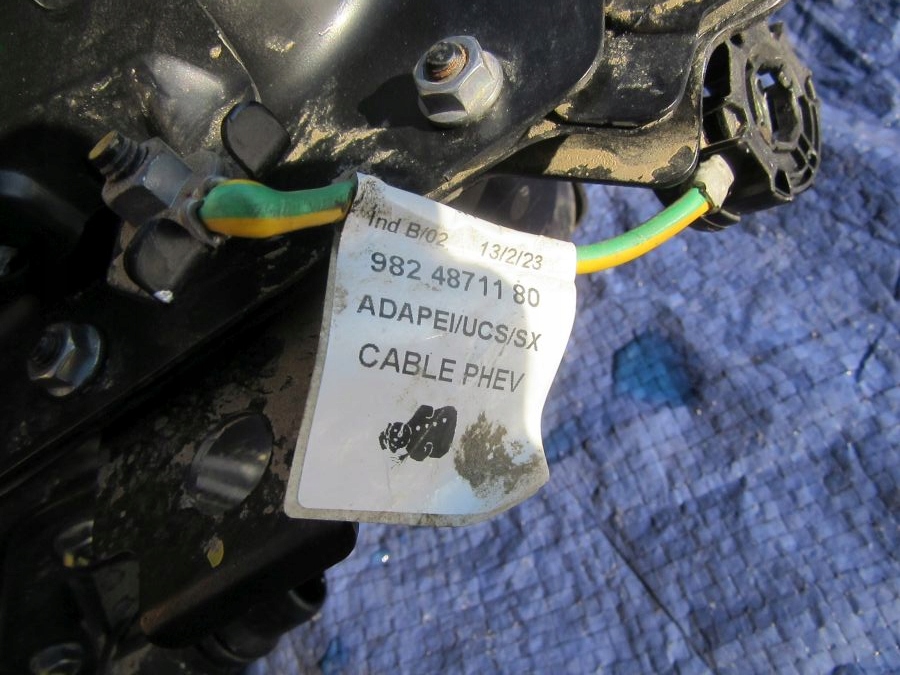 Ind B/02 13/2/23
982 48711 80
ADAPEI/UCS/SX
CABLE PHEV